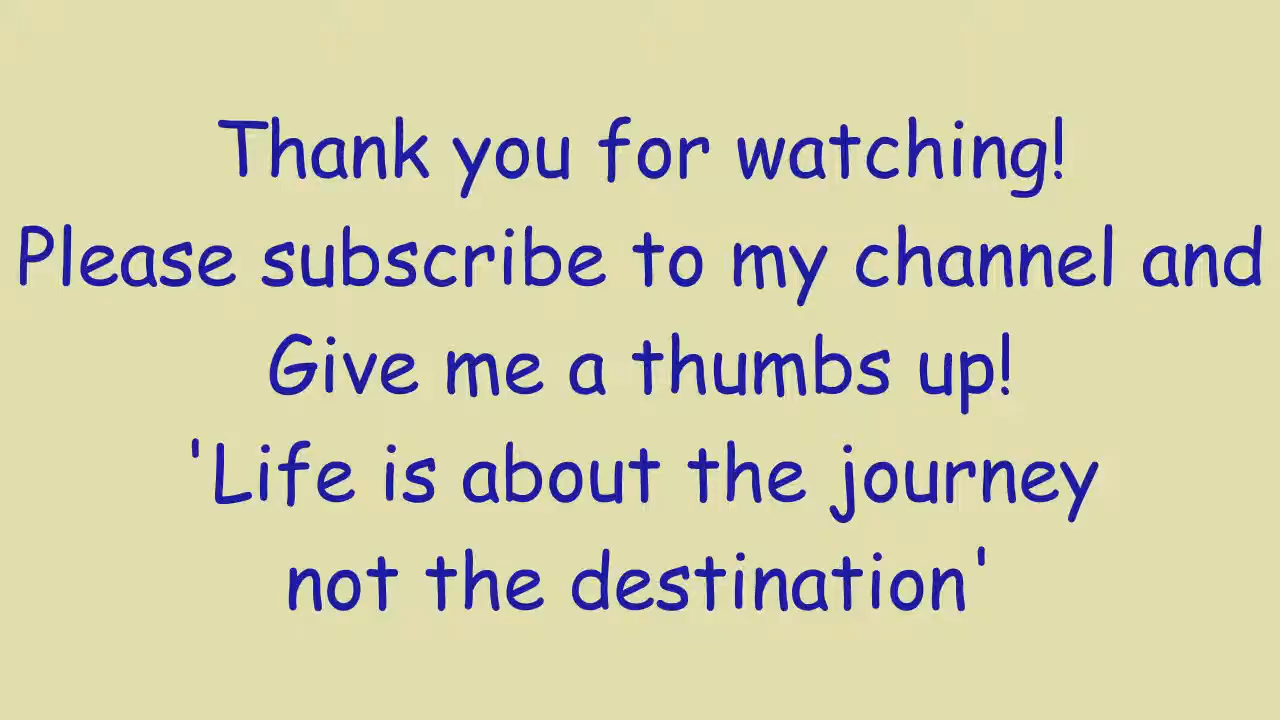 Thank you for watching!
Please subscribe to my channel and
Give me a thumbs up!
'Life is about the journey
not the destination'